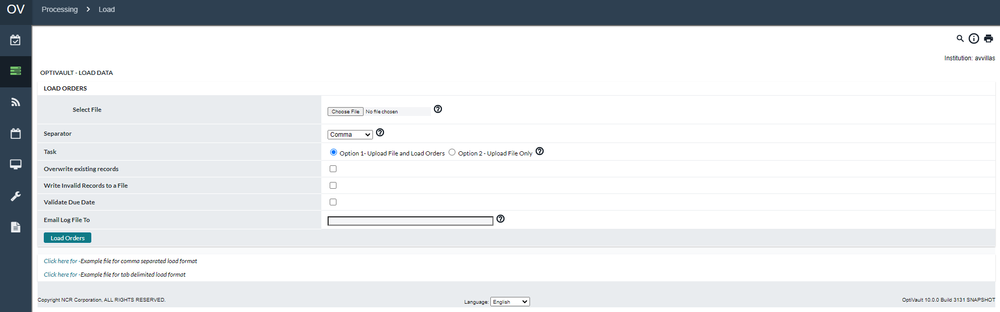 OV
Processing > Load
Institution: avvillas
OPTIVAULT - LOAD DATA
LOAD ORDERS
Select File
Choose File No file chosen
Separator
Comma
Task
Option 1- Upload File and Load Orders Option 2 - Upload File Only
Overwrite existing records
Write Invalid Records to a File
Validate Due Date
Email Log File To
Load Orders
Click here for -Example file for comma separated load format
Click here for -Example file for tab delimited load format
Copyright NCR Corporation, ALL RIGHTS RESERVED.
Language: English
OptiVault 10.0.0 Build 3131 SNAPSHOT